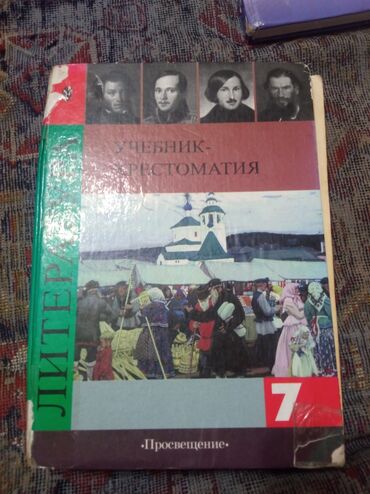 УЧЕБНИК-
ХРЕСТОМАТИЯ
ЛИТЕРАТУРА
7
•Просвещение•